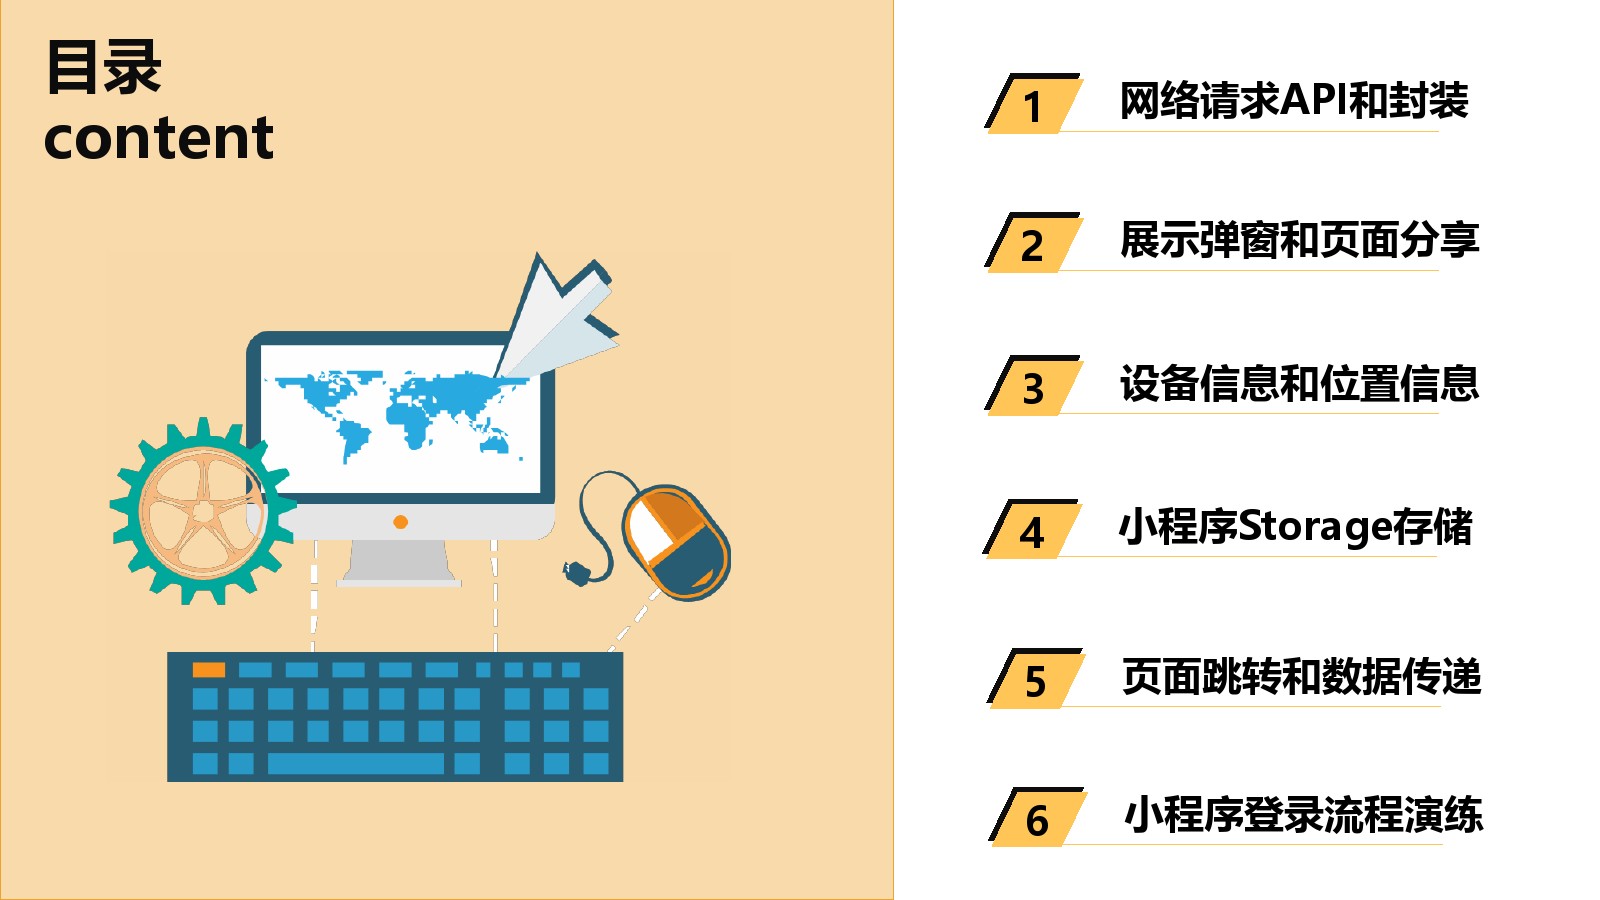 目录
content
1 网络请求API和封装
2 展示弹窗和页面分享
3 设备信息和位置信息
4 小程序Storage存储
5 页面跳转和数据传递
6 小程序登录流程演练